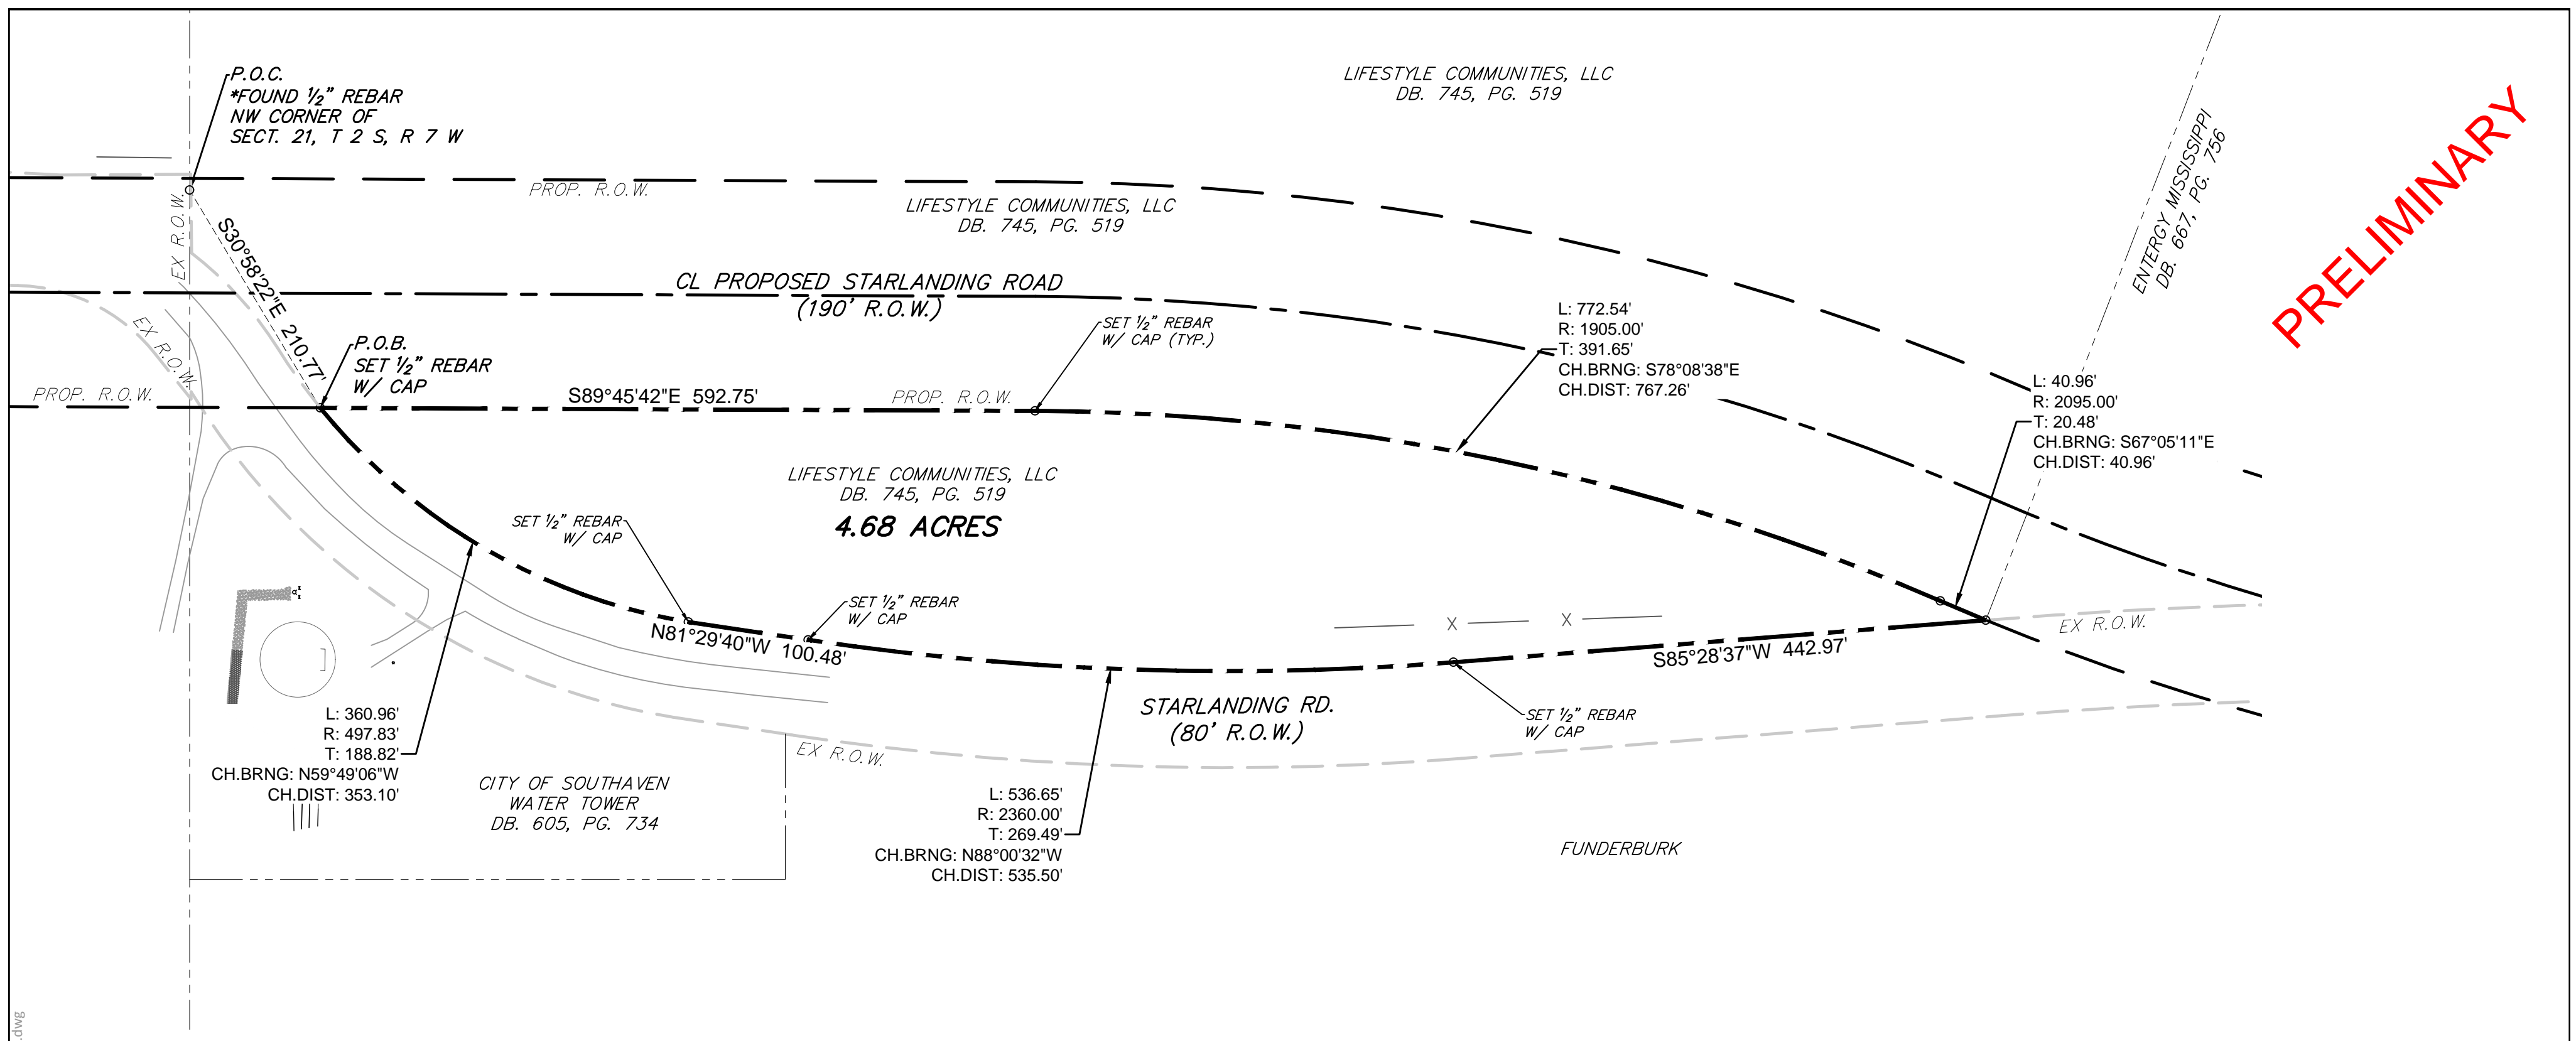 P.O.C.
*FOUND ½" REBAR
NW CORNER OF
SECT. 21, T 2 S, R 7 W
LIFESTYLE COMMUNITIES, LLC
DB. 745, PG. 519
PRELIMINARY
ENTERGY MISSISSIPPI
DB. 667, PG. 756
PROP. R.O.W.
LIFESTYLE COMMUNITIES, LLC
DB. 745, PG. 519
EX R.O.W.
S30°58'22"E 210.77'
CL PROPOSED STARLANDING ROAD
(190' R.O.W.)
EX R.O.W.
P.O.B.
SET ½" REBAR
W/ CAP
SET ½" REBAR
W/ CAP (TYP.)
L: 772.54'
R: 1905.00'
T: 391.65'
CH.BRNG: S78°08'38"E
CH.DIST: 767.26'
L: 40.96'
R: 2095.00'
T: 20.48'
CH.BRNG: S67°05'11"E
CH.DIST: 40.96'
PROP. R.O.W.
S89°45'42"E 592.75'
PROP. R.O.W.
LIFESTYLE COMMUNITIES, LLC
DB. 745, PG. 519
4.68 ACRES
SET ½" REBAR
W/ CAP
SET ½" REBAR
W/ CAP
N81°29'40"W 100.48'
X
X
S85°28'37"W 442.97'
EX R.O.W.
STARLANDING RD.
(80' R.O.W.)
SET ½" REBAR
W/ CAP
L: 360.96'
R: 497.83'
T: 188.82'
CH.BRNG: N59°49'06"W
CH.DIST: 353.10'
EX R.O.W.
CITY OF SOUTHAVEN
WATER TOWER
DB. 605, PG. 734
L: 536.65'
R: 2360.00'
T: 269.49'
CH.BRNG: N88°00'32"W
CH.DIST: 535.50'
FUNDERBURK
.dwg